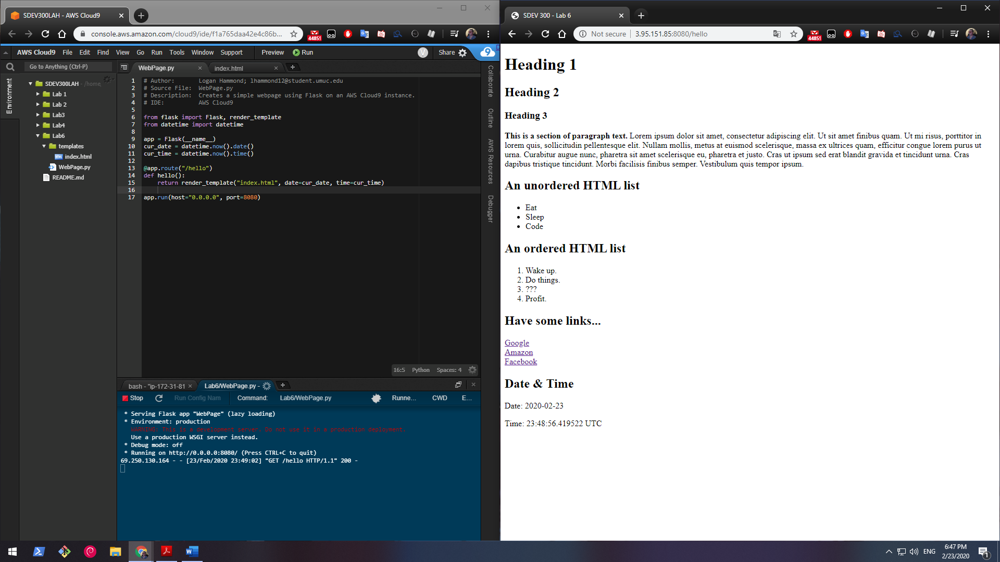 SDEV300LAH - AWS Cloud9
console.aws.amazon.com/cloud9/ide/f1a765daa42e4c86b...
44855
AWS Cloud9 File Edit Find View Go Run Tools Window Support Preview Run V Share 9
Go to Anything (Ctrl-P)
Environment
SDEV300LAH - /home/
Lab 1
Lab 2
Lab3
Lab4
Lab6
templates
index.html
WebPage.py
README.md
WebPage.py index.html
1 # Author: Logan Hammond; lhammond12@student.umuc.edu
2 # Source File: WebPage.py
3 # Description: Creates a simple webpage using Flask on an AWS Cloud9 instance.
4 # IDE: AWS Cloud9
5
6 from flask import Flask, render_template
7 from datetime import datetime
8
9 app = Flask(__name__)
10 cur_date = datetime.now().date()
11 cur_time = datetime.now().time()
12
13 @app.route("/hello")
14 def hello():
15 return render_template("index.html", date=cur_date, time=cur_time)
16
17 app.run(host="0.0.0.0", port=8080)
16:5 Python Spaces: 4
Collaborate
Outline
AWS Resources
Debugger
bash - "ip-172-31-81 Lab6/WebPage.py -
Stop Run Config Nam Command: Lab6/WebPage.py Runne... CWD E...
* Serving Flask app "WebPage" (lazy loading)
* Environment: production
WARNING: This is a development server. Do not use it in a production deployment.
Use a production WSGI server instead.
* Debug mode: off
* Running on http://0.0.0.0:8080/ (Press CTRL+C to quit)
69.250.130.164 - - [23/Feb/2020 23:49:02] "GET /hello HTTP/1.1" 200 -
SDEV 300 - Lab 6
Not secure 3.95.151.85:8080/hello
44855
Heading 1
Heading 2
Heading 3
This is a section of paragraph text. Lorem ipsum dolor sit amet, consectetur adipiscing elit. Ut sit amet finibus quam. Ut mi risus, porttitor in
lorem quis, sollicitudin pellentesque elit. Nullam mollis, metus at euismod scelerisque, massa ex ultrices quam, efficitur congue lorem purus ut
urna. Curabitur augue nunc, pharetra sit amet scelerisque eu, pharetra et justo. Cras ut ipsum sed erat blandit gravida et tincidunt urna. Cras
dapibus tristique tincidunt. Morbi facilisis finibus semper. Vestibulum quis tempor ipsum.
An unordered HTML list
Eat
Sleep
Code
An ordered HTML list
1. Wake up.
2. Do things.
3. ???
4. Profit.
Have some links...
Google
Amazon
Facebook
Date & Time
Date: 2020-02-23
Time: 23:48:56.419522 UTC
ENG
6:47 PM
2/23/2020
1